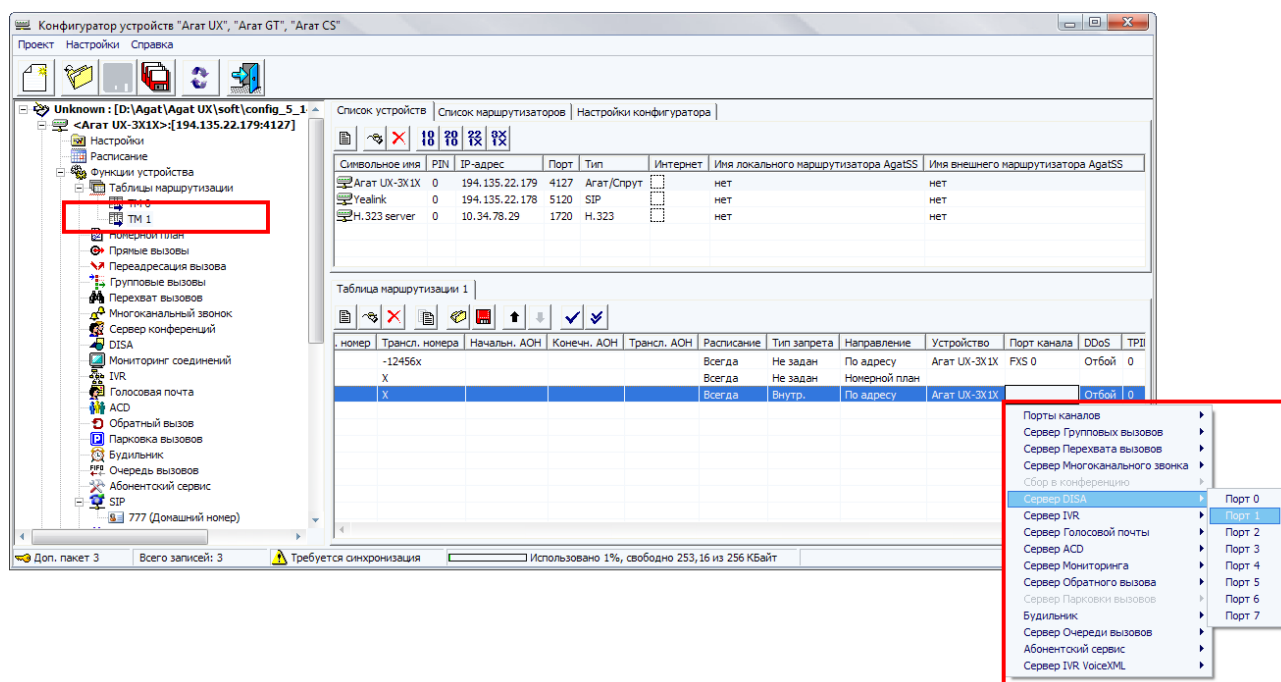 Конфигуратор устройств "Агат UX", "Агат GT", "Агат CS"
Проект Настройки Справка
Unknown : [D:\Agat\Agat UX\soft\config_5_1-
<Агат UX-3X1X>:[194.135.22.179:4127]
Настройки
Расписание
Функции устройства
Таблицы маршрутизации
TM 0
TM 1
Номерной план
Прямые вызовы
Переадресация вызова
Групповые вызовы
Перехват вызовов
Многоканальный звонок
Сервер конференций
DISA
Мониторинг соединений
IVR
Голосовая почта
ACD
Обратный вызов
Парковка вызовов
Будильник
Очередь вызовов
Абонентский сервис
SIP
777 (Домашний номер)
Список устройств Список маршрутизаторов Настройки конфигуратора
Символьное имя PIN IP-адрес Порт Тип Интернет Имя локального маршрутизатора AgatSS Имя внешнего маршрутизатора AgatSS
Агат UX-3X1X 0 194.135.22.179 4127 Агат/Спрут нет нет
Yealink 0 194.135.22.178 5120 SIP нет нет
H.323 server 0 10.34.78.29 1720 H.323 нет нет
Таблица маршрутизации 1
. номер Трансл. номера Начальн. АОН Конечн. АОН Трансл. АОН Расписание Тип запрета Направление Устройство Порт канала DDoS TPI
-12456x Всегда Не задан По адресу Агат UX-3X1X FXS 0 Отбой 0
X Всегда Не задан Номерной план
X Всегда Внутр. По адресу Агат UX-3X1X Отбой 0
Порты каналов
Сервер Групповых вызовов
Сервер Перехвата вызовов
Сервер Многоканального звонка
Сбор в конференцию
Сервер DISA
Сервер IVR
Сервер Голосовой почты
Сервер ACD
Сервер Мониторинга
Сервер Обратного вызова
Сервер Парковки вызовов
Будильник
Сервер Очереди вызовов
Абонентский сервис
Сервер IVR VoiceXML
Порт 0
Порт 1
Порт 2
Порт 3
Порт 4
Порт 5
Порт 6
Порт 7
Доп. пакет 3 Всего записей: 3 Требуется синхронизация Использовано 1%, свободно 253,16 из 256 КБайт